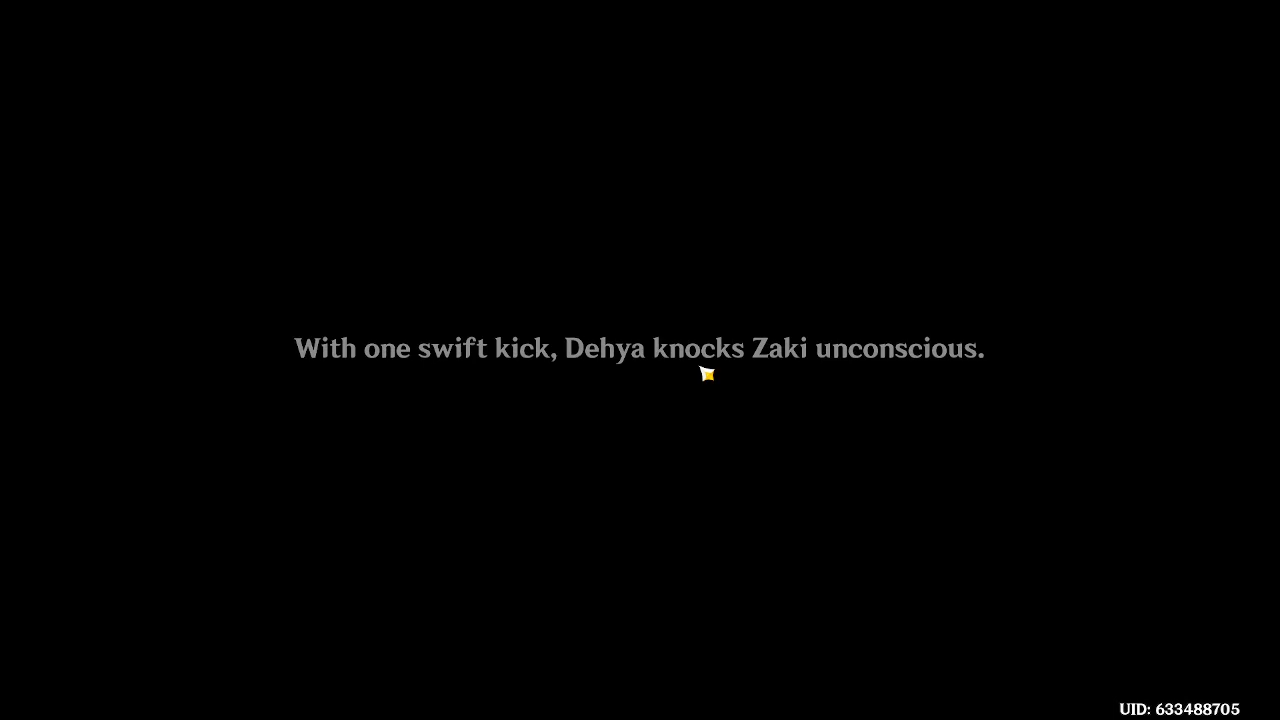 With one swift kick, Dehya knocks Zaki unconscious.
UID: 633488705